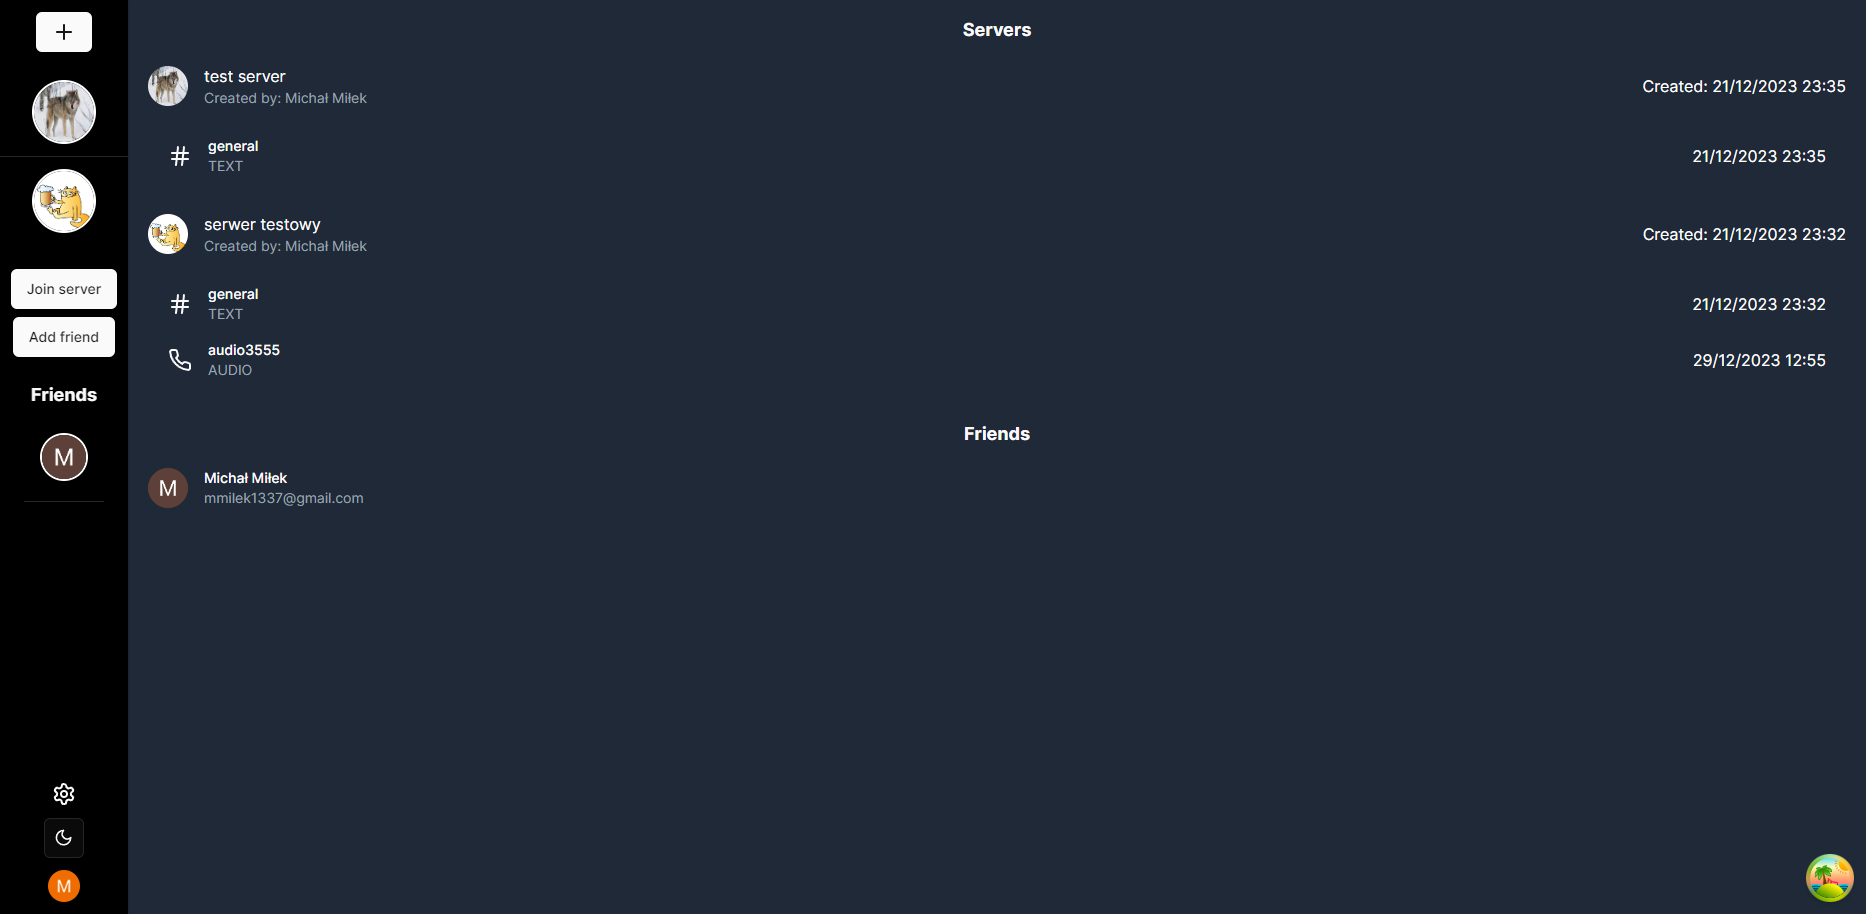 Join server
Add friend
Friends
M
M
Servers
test server
Created by: Michał Miłek
Created: 21/12/2023 23:35
general
TEXT
21/12/2023 23:35
serwer testowy
Created by: Michał Miłek
Created: 21/12/2023 23:32
general
TEXT
21/12/2023 23:32
audio3555
AUDIO
29/12/2023 12:55
Friends
M
Michał Miłek
mmilek1337@gmail.com